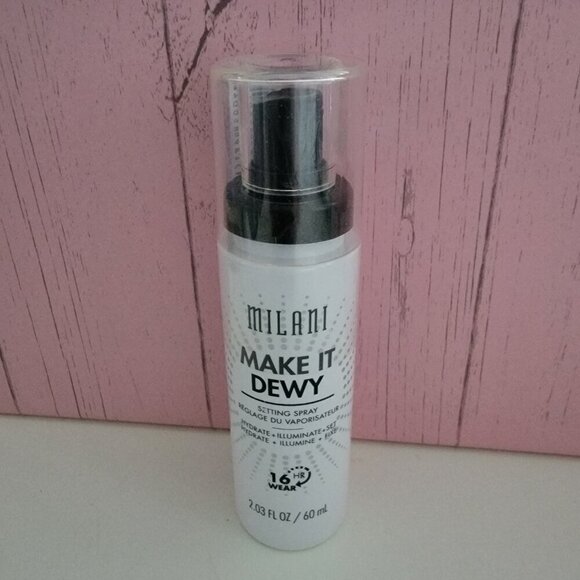 MILANI
MAKE IT
DEWY
SETTING SPRAY
RÉGLAGE DU VAPORISATEUR
HYDRATE + ILLUMINATE + SET
HYDRATE + ILLUMINE + FIXE
16 HR
WEAR
2.03 FL OZ / 60 mL